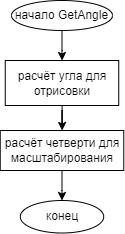 начало GetAngle
расчёт угла для
отрисовки
расчёт четверти для
масштабирования
конец